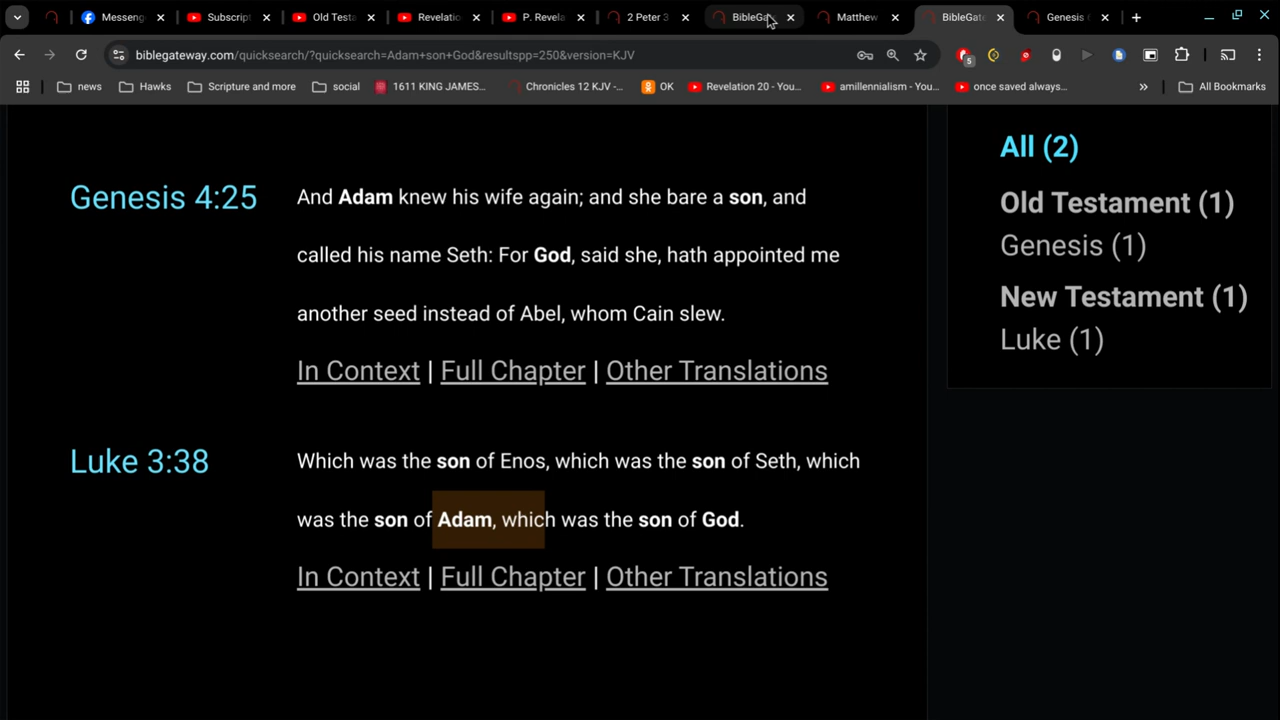 Messeng
Subscript
Old Testa
Revelatio
P. Revela
2 Peter 3
BibleGa
Matthew
BibleGate
Genesis 6
biblegateway.com/quicksearch/?quicksearch=Adam+son+God&resultspp=250&version=KJV
5
news
Hawks
Scripture and more
social
1611 KING JAMES...
Chronicles 12 KJV -...
OK
Revelation 20 - You...
amillennialism - You...
once saved always...
»
All Bookmarks
Genesis 4:25
And Adam knew his wife again; and she bare a son, and
called his name Seth: For God, said she, hath appointed me
another seed instead of Abel, whom Cain slew.
In Context | Full Chapter | Other Translations
Luke 3:38
Which was the son of Enos, which was the son of Seth, which
was the son of Adam, which was the son of God.
In Context | Full Chapter | Other Translations
All (2)
Old Testament (1)
Genesis (1)
New Testament (1)
Luke (1)